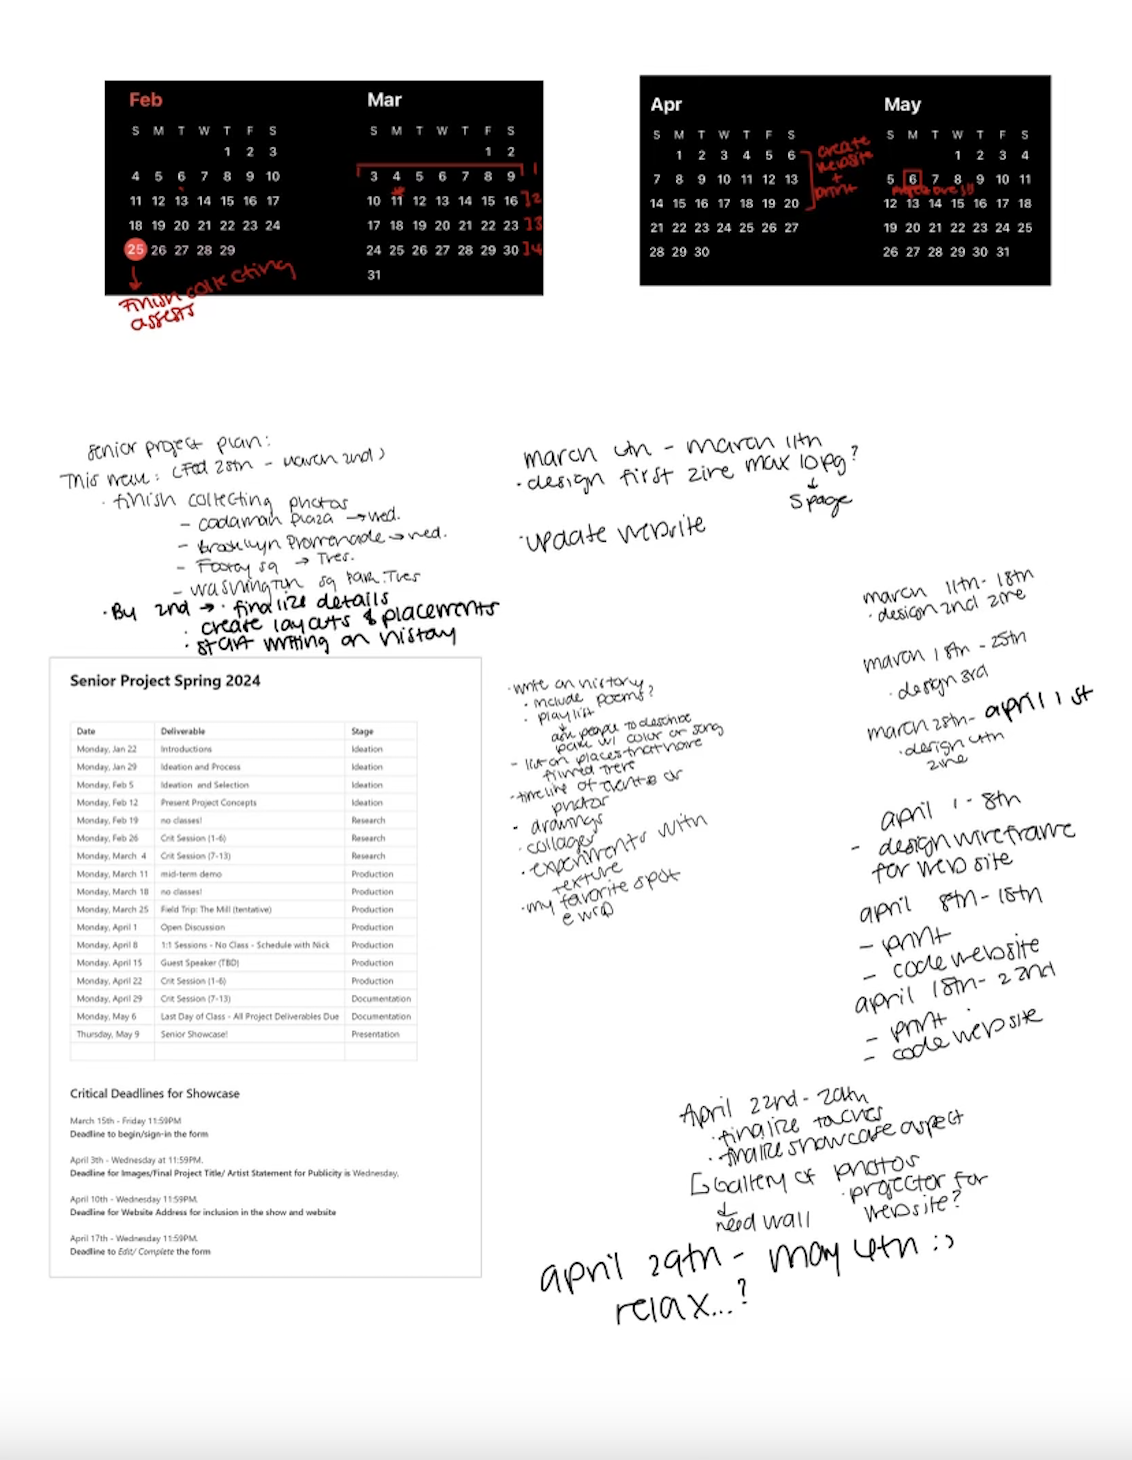 Feb
S M T W T F S
1 2 3
4 5 6 7 8 9 10
11 12 13 14 15 16 17
18 19 20 21 22 23 24
25 26 27 28 29
Finish collecting
assests
Mar
S M T W T F S
1 2
3 4 5 6 7 8 9 1
10 11 12 13 14 15 16 2
17 18 19 20 21 22 23 3
24 25 26 27 28 29 30 4
31
Apr
S M T W T F S
1 2 3 4 5 6
7 8 9 10 11 12 13
14 15 16 17 18 19 20
21 22 23 24 25 26 27
28 29 30
create
website
+
print
May
S M T W T F S
1 2 3 4
5 6 7 8 9 10 11
Project Due !!!
12 13 14 15 16 17 18
19 20 21 22 23 24 25
26 27 28 29 30 31
senior project plan:
This week: (Feb 25th - March 2nd)
· finish collecting photos
- cadaman plaza → wed.
- Brooklyn Promenade → wed.
- Foley sq → Tres.
- washington sq park: Tres
· By 2nd → · finalize details
· create layouts & placements
· start writing on history
march 4th - march 11th
· design first zine max 10pg?
↓
5 page
· update website
march 11th - 18th
· design 2nd zine
march 18th - 25th
· design 3rd
march 25th - april 1st
· design 4th
zine
april 1 - 8th
- design wireframe
for website
april 8th - 15th
- print
- code website
april 15th - 22nd
- print
- code website
· write on history
· include poems?
· playlist
↳ ask people to describe
park w/ color or song
- list on places that have
filmed there
· timeline of events or
photos
· drawings
· collages
· experiments with
texture
· my favorite spot
@ WSP
April 22nd - 29th
· finalize touches
· finalize showcase aspect
↳ Gallery of photos
↓
need wall
· projector for
website?
april 29th - may 4th :)
relax...?
Senior Project Spring 2024
Date Deliverable Stage
Monday, Jan 22 Introductions Ideation
Monday, Jan 29 Ideation and Process Ideation
Monday, Feb 5 Ideation and Selection Ideation
Monday, Feb 12 Present Project Concepts Ideation
Monday, Feb 19 no classes! Research
Monday, Feb 26 Crit Session (1-6) Research
Monday, March 4 Crit Session (7-13) Research
Monday, March 11 mid-term demo Production
Monday, March 18 no classes! Production
Monday, March 25 Field Trip: The Mill (tentative) Production
Monday, April 1 Open Discussion Production
Monday, April 8 1:1 Sessions - No Class - Schedule with Nick Production
Monday, April 15 Guest Speaker (TBD) Production
Monday, April 22 Crit Session (1-6) Production
Monday, April 29 Crit Session (7-13) Documentation
Monday, May 6 Last Day of Class - All Project Deliverables Due Documentation
Thursday, May 9 Senior Showcase! Presentation
Critical Deadlines for Showcase
March 15th - Friday 11:59PM
Deadline to begin/sign-in the form
April 3th - Wednesday at 11:59PM.
Deadline for Images/Final Project Title/ Artist Statement for Publicity is Wednesday.
April 10th - Wednesday 11:59PM.
Deadline for Website Address for inclusion in the show and website
April 17th - Wednesday 11:59PM.
Deadline to Edit/ Complete the form